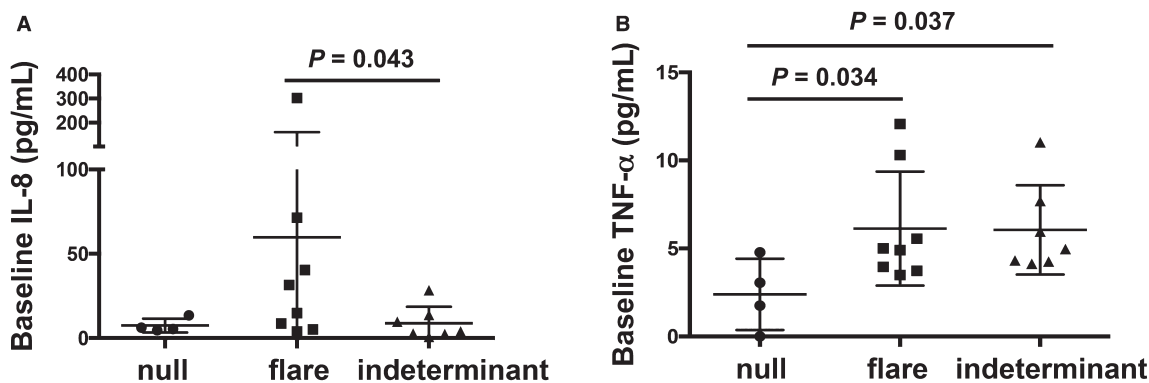 A
Baseline IL-8 (pg/mL)
400
300
200
100
50
0
P = 0.043
null
flare
indeterminant
B
Baseline TNF-α (pg/mL)
15
10
5
0
P = 0.037
P = 0.034
null
flare
indeterminant